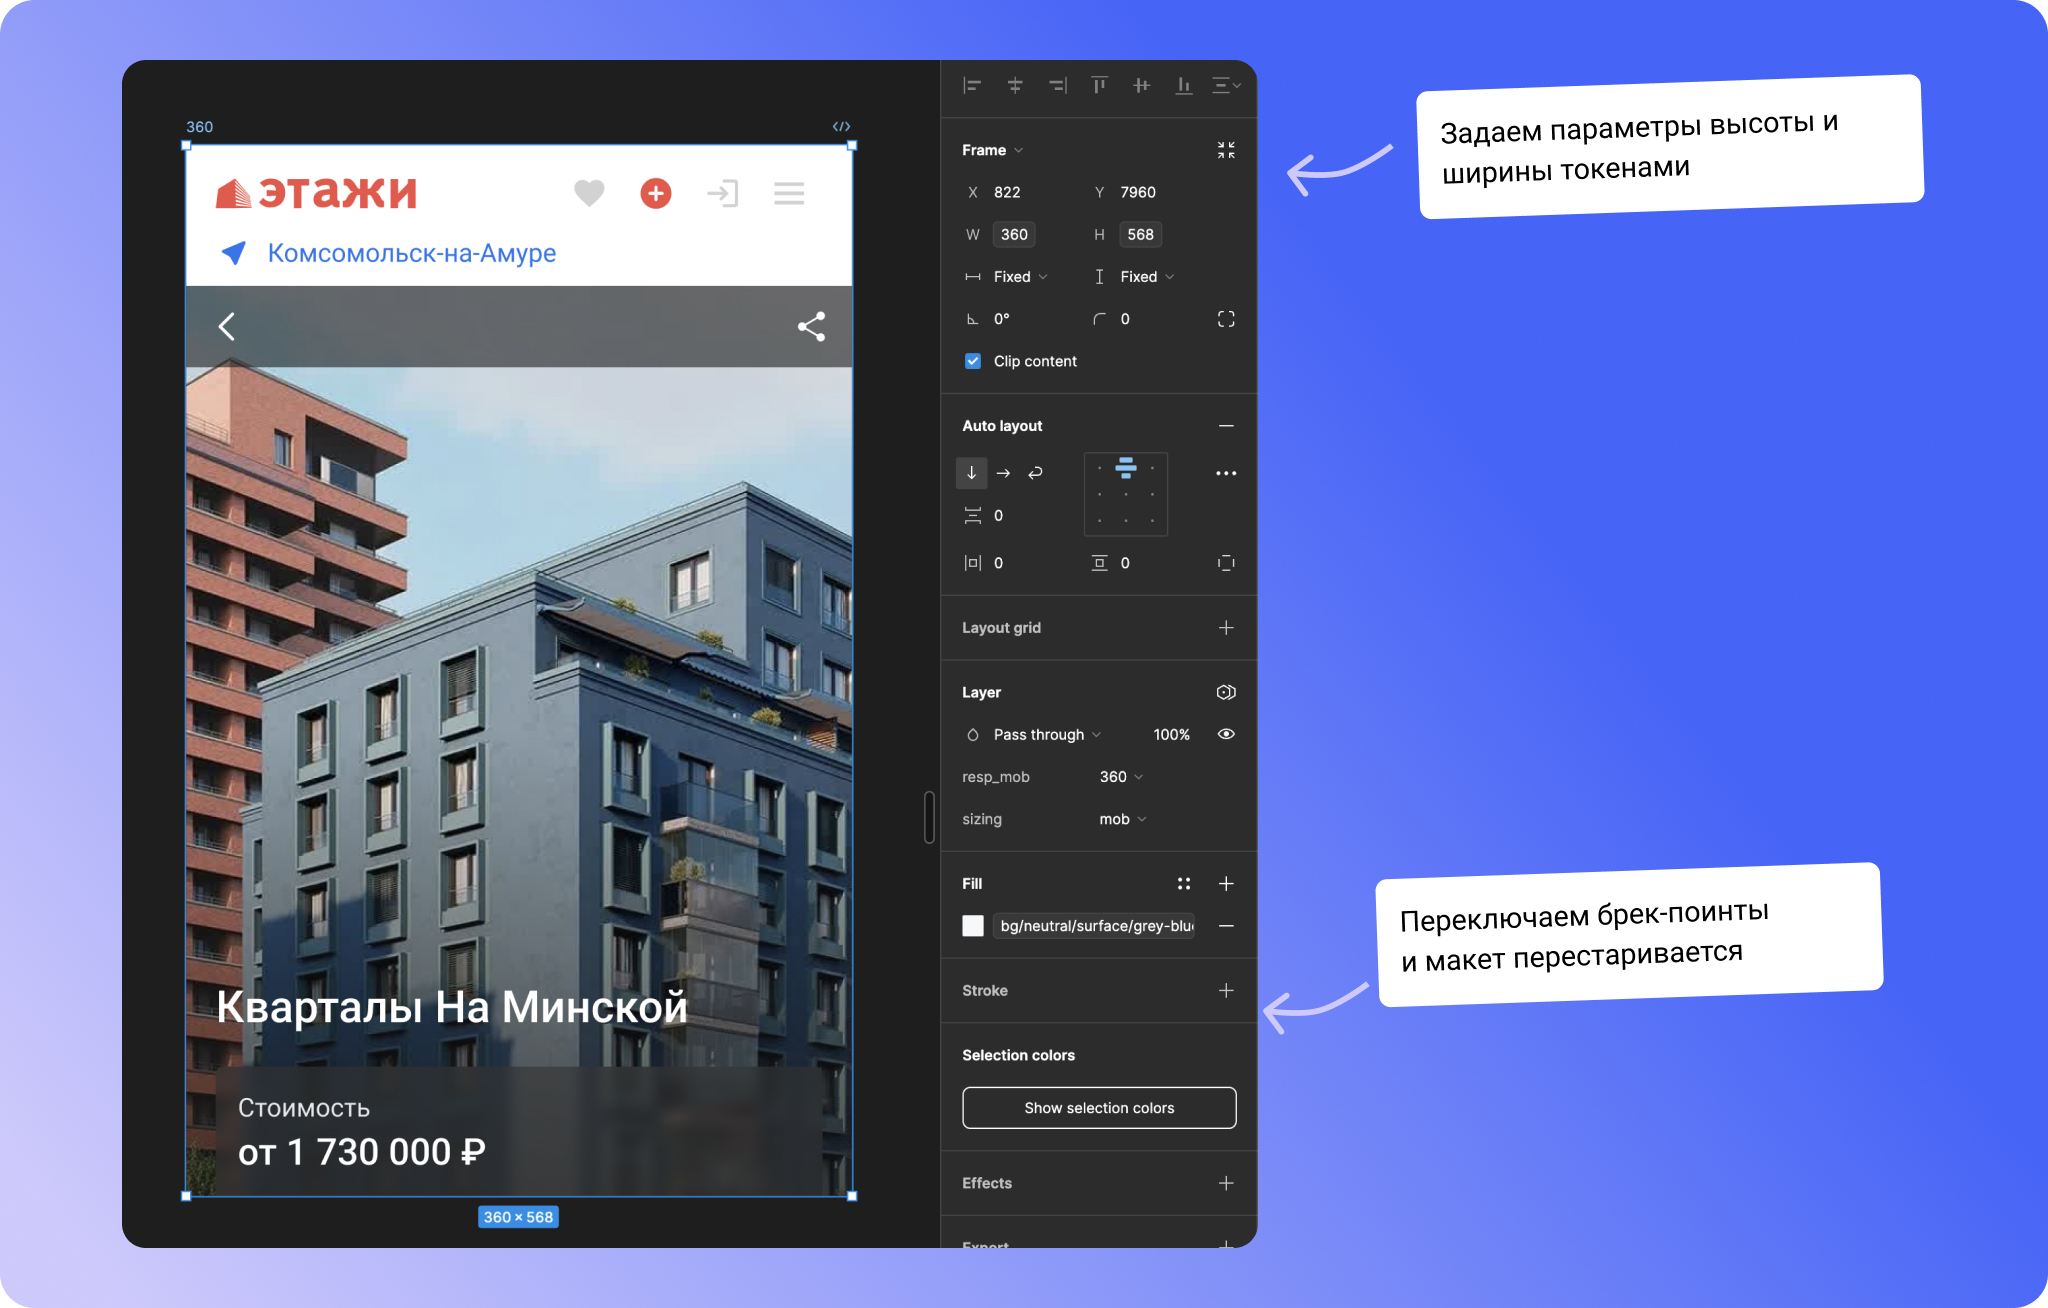 360
этажи
Комсомольск-на-Амуре
Кварталы На Минской
Стоимость
от 1 730 000 ₽
360 × 568
Frame
X 822 Y 7960
W 360 H 568
Fixed Fixed
0° 0
Clip content
Auto layout
0
0 0
Layout grid
Layer
Pass through 100%
resp_mob 360
sizing mob
Fill
bg/neutral/surface/grey-blu
Stroke
Selection colors
Show selection colors
Effects
Export
Задаем параметры высоты и
ширины токенами
Переключаем брек-поинты
и макет перестаривается